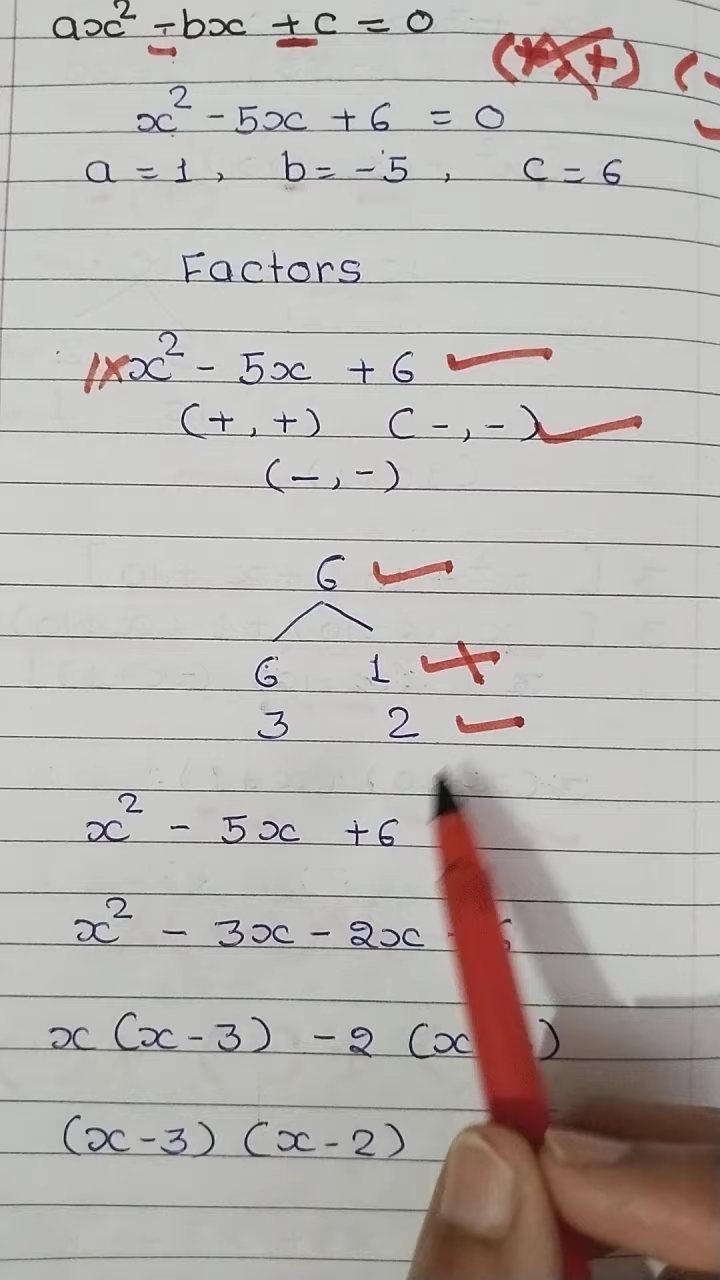 ax² - bx + c = 0
(+,+) (-
x² - 5x + 6 = 0
a = 1, b = -5, c = 6
Factors
1×x² - 5x + 6
(+,+) (-,-)
(-,-)
6
6 1
3 2
x² - 5x + 6
x² - 3x - 2x
x(x-3) -2 (x )
(x-3) (x-2)